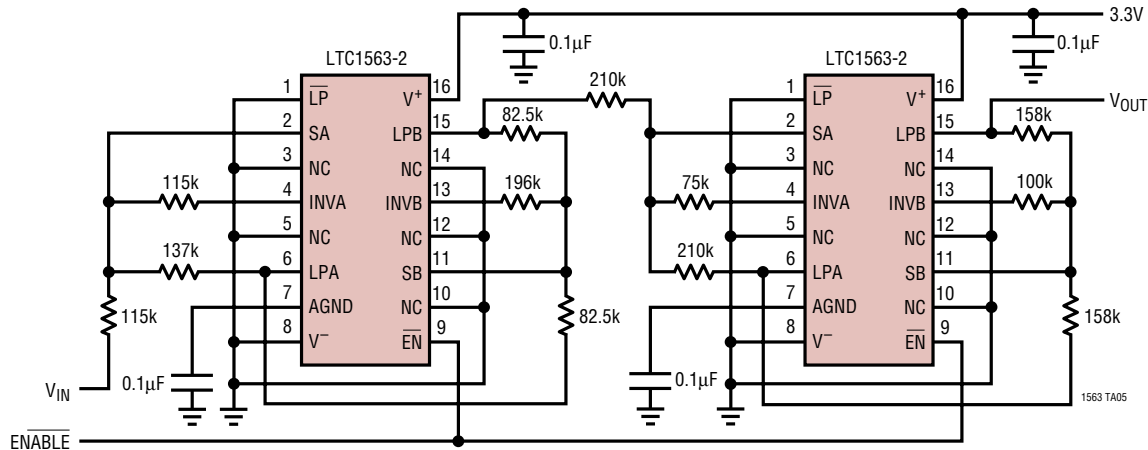 3.3V
0.1µF
0.1µF
LTC1563-2
LTC1563-2
1 L̅P̅ V⁺ 16
2 SA LPB 15
3 NC NC 14
4 INVA INVB 13
5 NC NC 12
6 LPA SB 11
7 AGND NC 10
8 V⁻ E̅N̅ 9
115k
137k
115k
82.5k
196k
82.5k
0.1µF
VIN
210k
75k
210k
1 L̅P̅ V⁺ 16
2 SA LPB 15
3 NC NC 14
4 INVA INVB 13
5 NC NC 12
6 LPA SB 11
7 AGND NC 10
8 V⁻ E̅N̅ 9
VOUT
158k
100k
158k
0.1µF
1563 TA05
E̅N̅A̅B̅L̅E̅